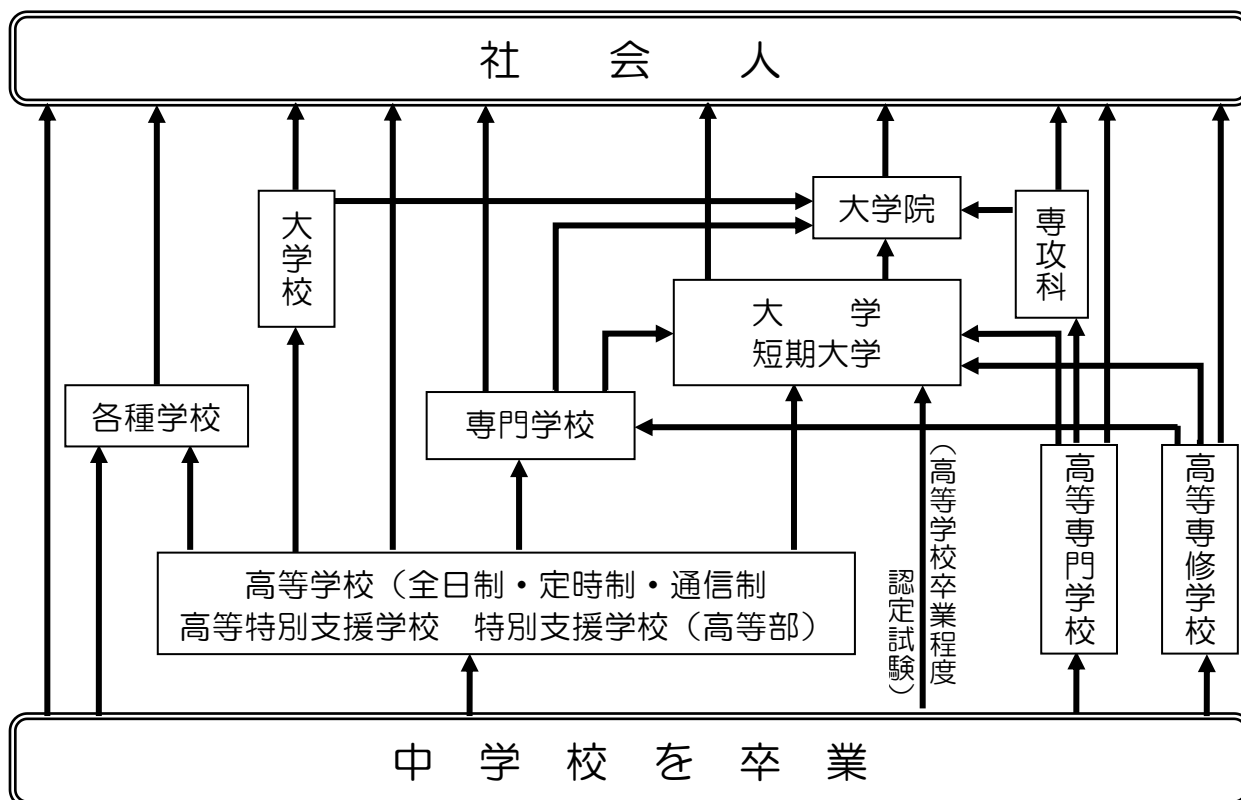 社会人
大学院
大学校
専攻科
大学
短期大学
各種学校
専門学校
（高等学校卒業程度
認定試験）
高等専門学校
高等専修学校
高等学校（全日制・定時制・通信制
高等特別支援学校　特別支援学校（高等部）
中学校を卒業